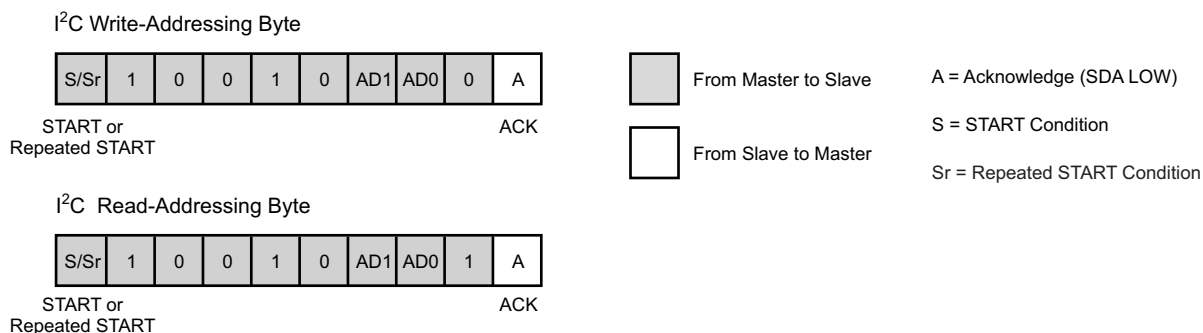 I²C Write-Addressing Byte
S/Sr 1 0 0 1 0 AD1 AD0 0 A
START or
Repeated START
ACK
From Master to Slave
From Slave to Master
A = Acknowledge (SDA LOW)
S = START Condition
Sr = Repeated START Condition
I²C Read-Addressing Byte
S/Sr 1 0 0 1 0 AD1 AD0 1 A
START or
Repeated START
ACK